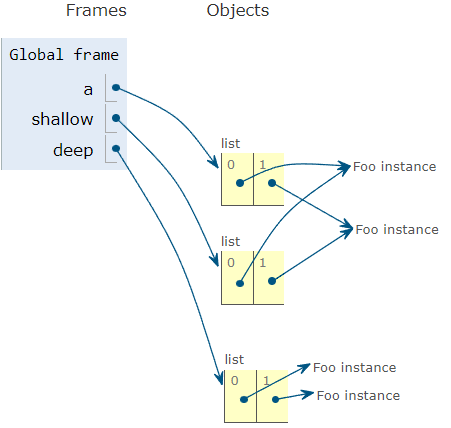 Frames Objects
Global frame
a
shallow
deep
list
0 1
Foo instance
Foo instance
list
0 1
list
0 1
Foo instance
Foo instance